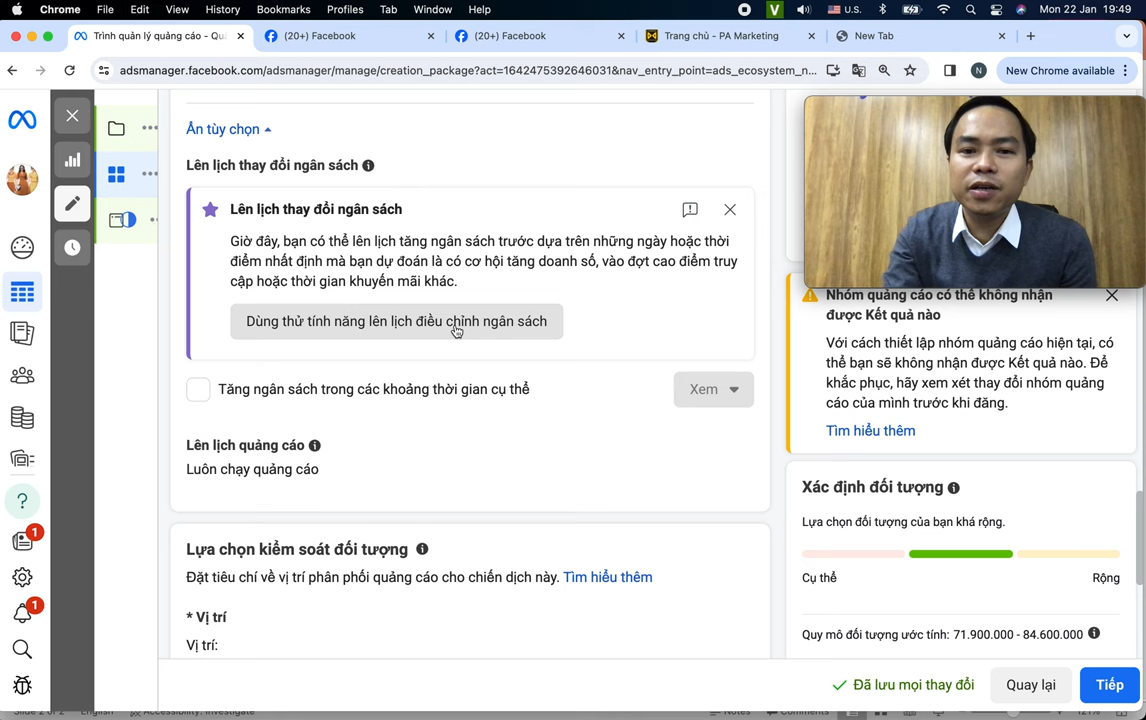 Chrome File Edit View History Bookmarks Profiles Tab Window Help V U.S. Mon 22 Jan 19:49
Trình quản lý quảng cáo - Qu (20+) Facebook (20+) Facebook Trang chủ - PA Marketing New Tab
adsmanager.facebook.com/adsmanager/manage/creation_package?act=1642475392646031&nav_entry_point=ads_ecosystem_n... N New Chrome available
Ẩn tùy chọn
Lên lịch thay đổi ngân sách
Lên lịch thay đổi ngân sách
Giờ đây, bạn có thể lên lịch tăng ngân sách trước dựa trên những ngày hoặc thời
điểm nhất định mà bạn dự đoán là có cơ hội tăng doanh số, vào đợt cao điểm truy
cập hoặc thời gian khuyến mãi khác.
Dùng thử tính năng lên lịch điều chỉnh ngân sách
Tăng ngân sách trong các khoảng thời gian cụ thể
Xem
Lên lịch quảng cáo
Luôn chạy quảng cáo
Lựa chọn kiểm soát đối tượng
Đặt tiêu chí về vị trí phân phối quảng cáo cho chiến dịch này. Tìm hiểu thêm
* Vị trí
Vị trí:
Nhóm quảng cáo có thể không nhận
được Kết quả nào
Với cách thiết lập nhóm quảng cáo hiện tại, có
thể bạn sẽ không nhận được Kết quả nào. Để
khắc phục, hãy xem xét thay đổi nhóm quảng
cáo của mình trước khi đăng.
Tìm hiểu thêm
Xác định đối tượng
Lựa chọn đối tượng của bạn khá rộng.
Cụ thể Rộng
Quy mô đối tượng ước tính: 71.900.000 - 84.600.000
1
1
Đã lưu mọi thay đổi Quay lại Tiếp
Slide 2 of 2 English Accessibility: Investigate Notes Comments 121%